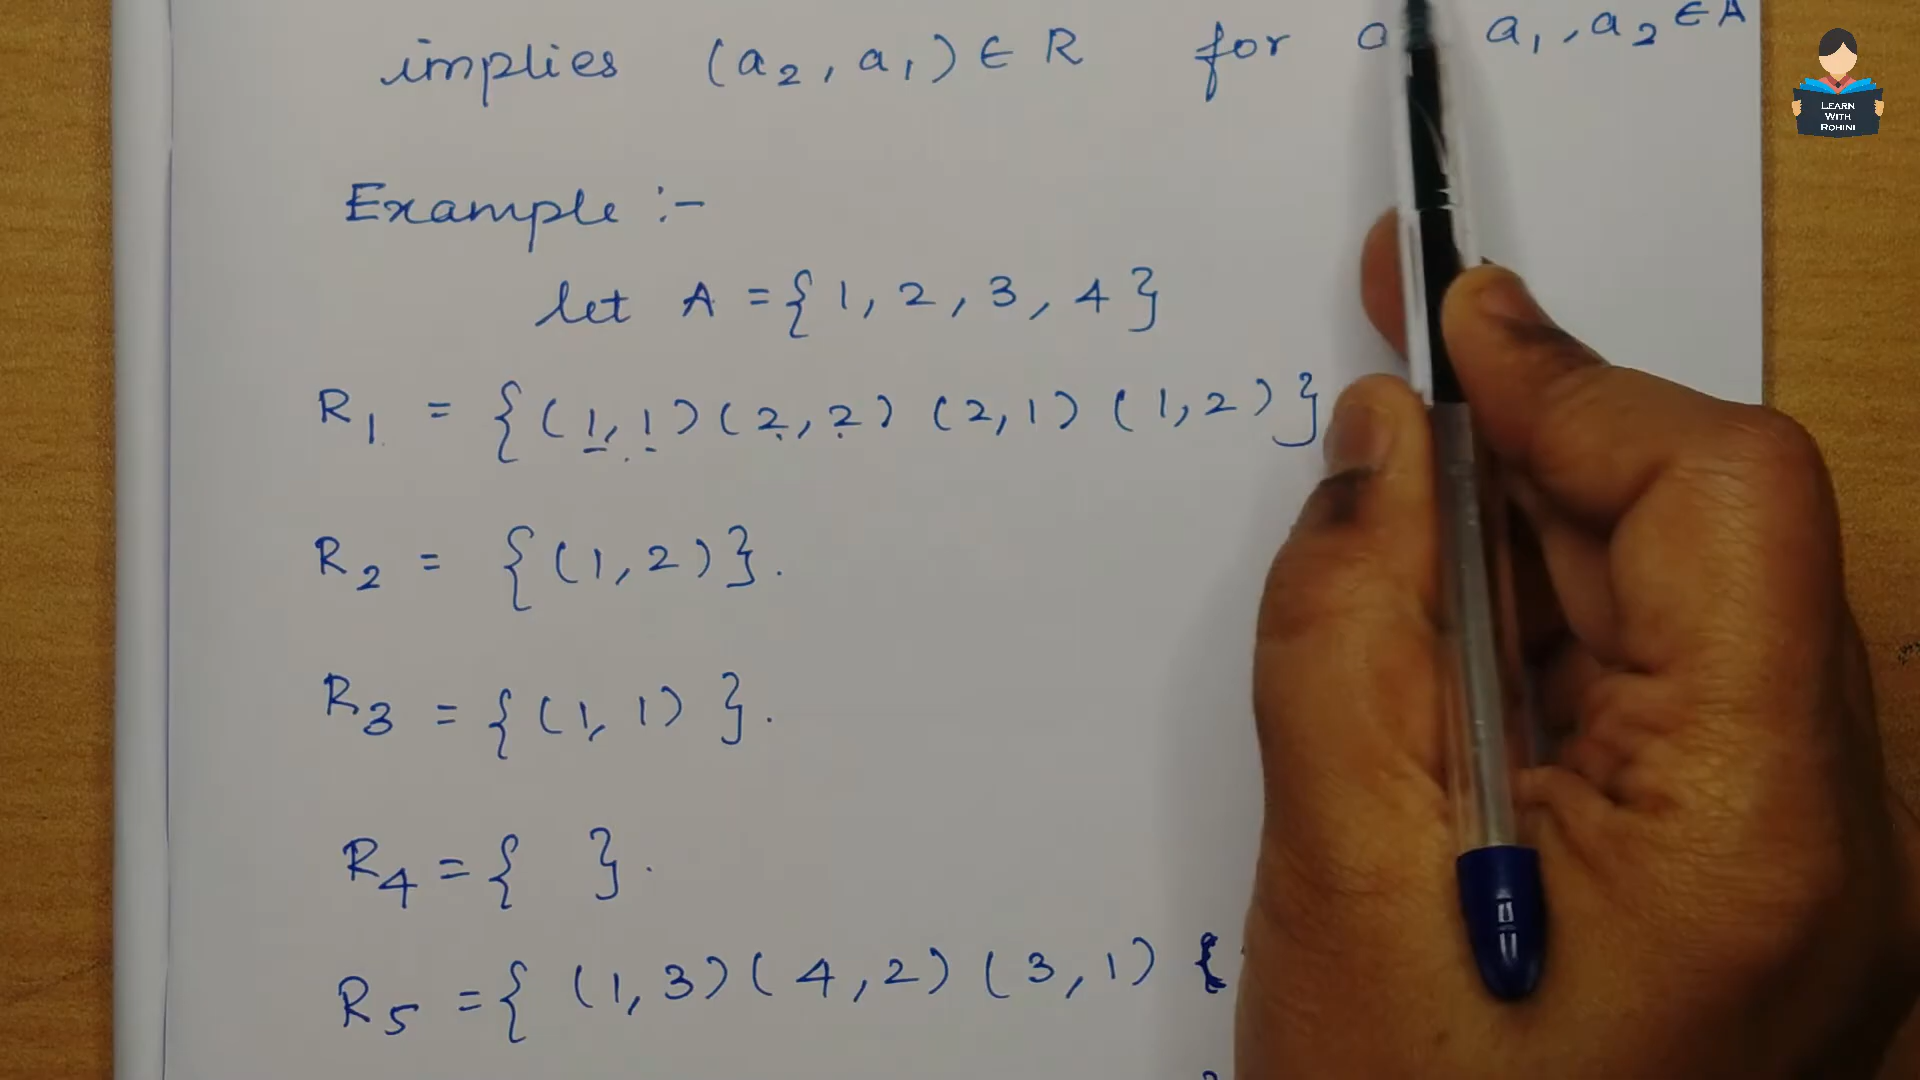 implies (a₂, a₁) ∈ R for a₁, a₂ ∈ A
LEARN
WITH
ROHINI
Example :-
let A = {1, 2, 3, 4}
R₁ = {(1, 1) (2, 2) (2, 1) (1, 2)}
R₂ = {(1, 2)}.
R₃ = {(1, 1) }.
R₄ = { }.
R₅ = { (1, 3) (4, 2) (3, 1)